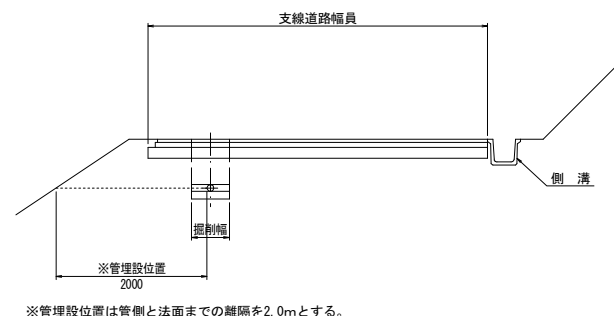 支線道路幅員
側 溝
掘削幅
※管埋設位置
2000
※管埋設位置は管側と法面までの離隔を2.0mとする。